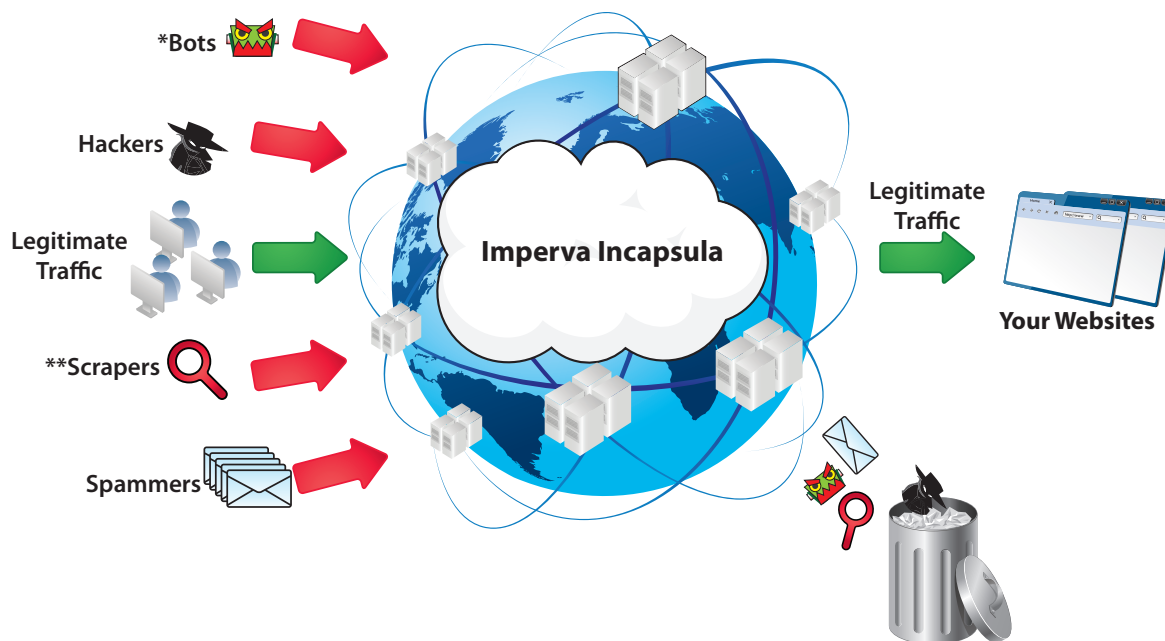 *Bots
Hackers
Legitimate
Traffic
**Scrapers
Spammers
Imperva Incapsula
Legitimate
Traffic
Your Websites